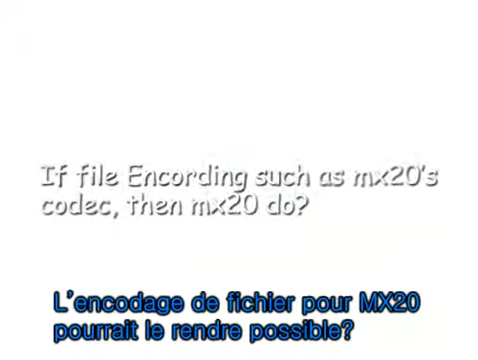 If file Encording such as mx20's
codec, then mx20 do?
L'encodage de fichier pour MX20
pourrait le rendre possible?